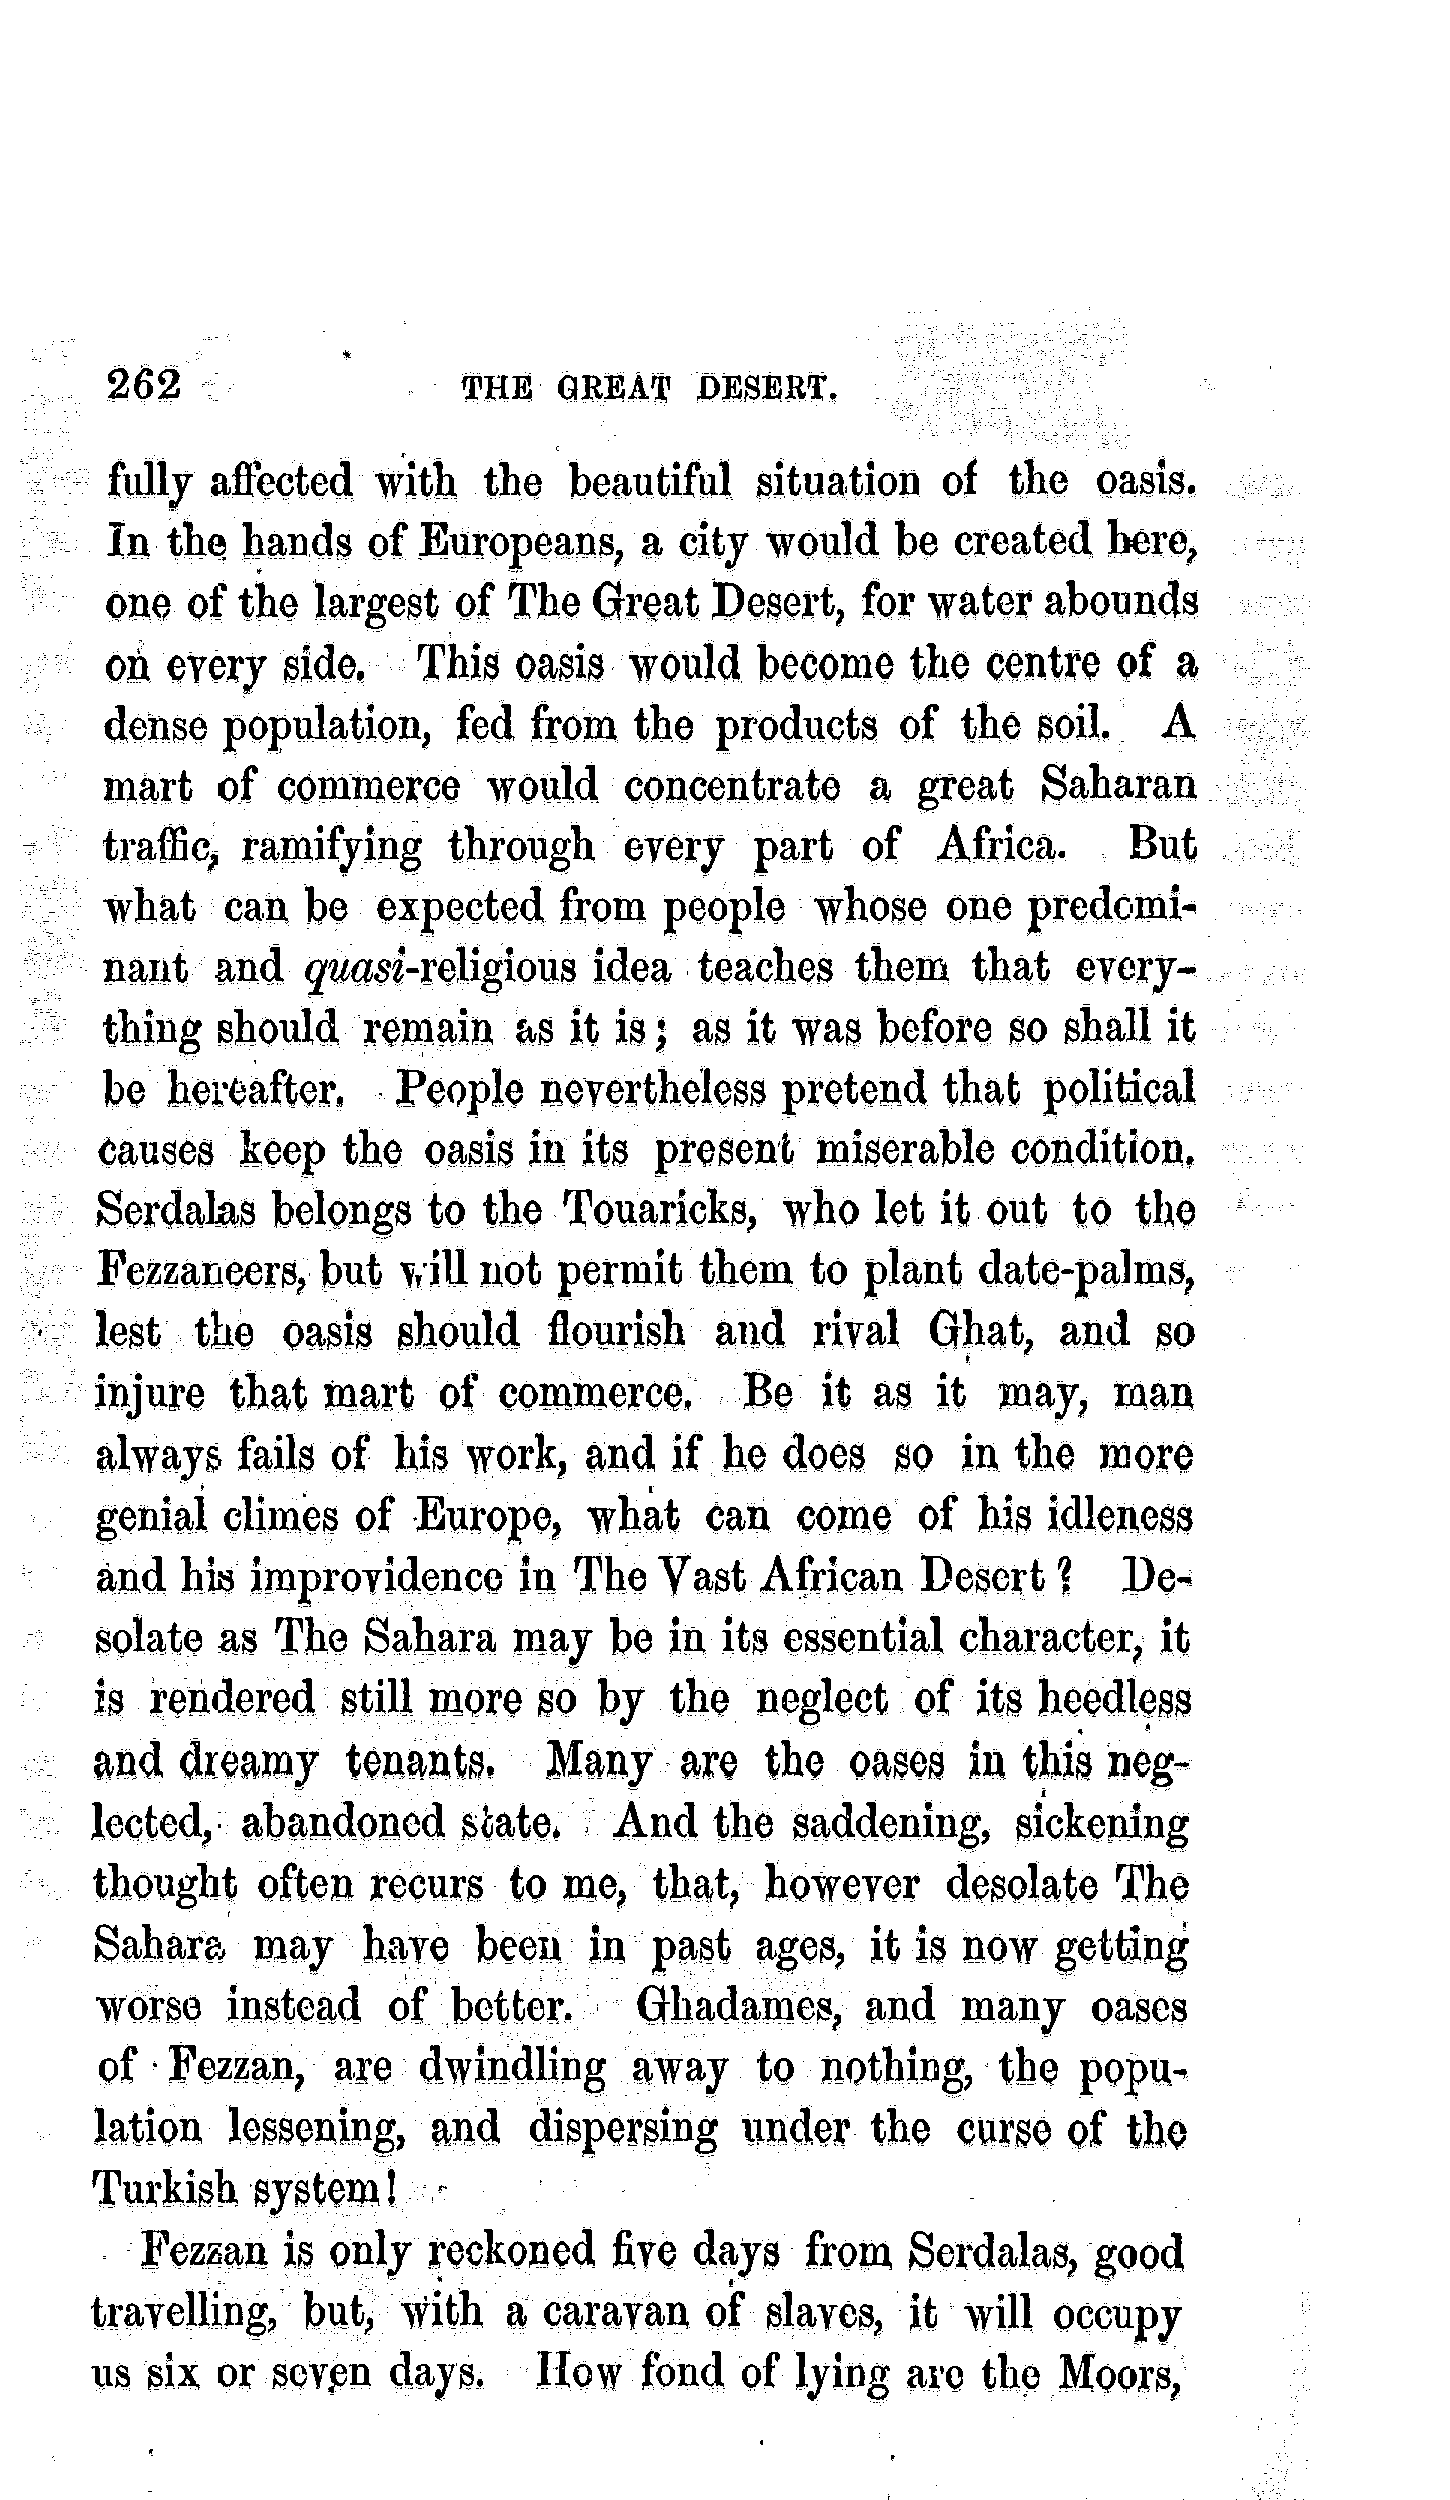 262 THE GREAT DESERT.
fully affected with the beautiful situation of the oasis.
In the hands of Europeans, a city would be created here,
one of the largest of The Great Desert, for water abounds
on every side. This oasis would become the centre of a
dense population, fed from the products of the soil. A
mart of commerce would concentrate a great Saharan
traffic, ramifying through every part of Africa. But
what can be expected from people whose one predomi-
nant and quasi-religious idea teaches them that every-
thing should remain as it is; as it was before so shall it
be hereafter. People nevertheless pretend that political
causes keep the oasis in its present miserable condition.
Serdalas belongs to the Touaricks, who let it out to the
Fezzaneers, but will not permit them to plant date-palms,
lest the oasis should flourish and rival Ghat, and so
injure that mart of commerce. Be it as it may, man
always fails of his work, and if he does so in the more
genial climes of Europe, what can come of his idleness
and his improvidence in The Vast African Desert? De-
solate as The Sahara may be in its essential character, it
is rendered still more so by the neglect of its heedless
and dreamy tenants. Many are the oases in this neg-
lected, abandoned state. And the saddening, sickening
thought often recurs to me, that, however desolate The
Sahara may have been in past ages, it is now getting
worse instead of better. Ghadames, and many oases
of Fezzan, are dwindling away to nothing, the popu-
lation lessening, and dispersing under the curse of the
Turkish system!
Fezzan is only reckoned five days from Serdalas, good
travelling, but, with a caravan of slaves, it will occupy
us six or seven days. How fond of lying are the Moors,